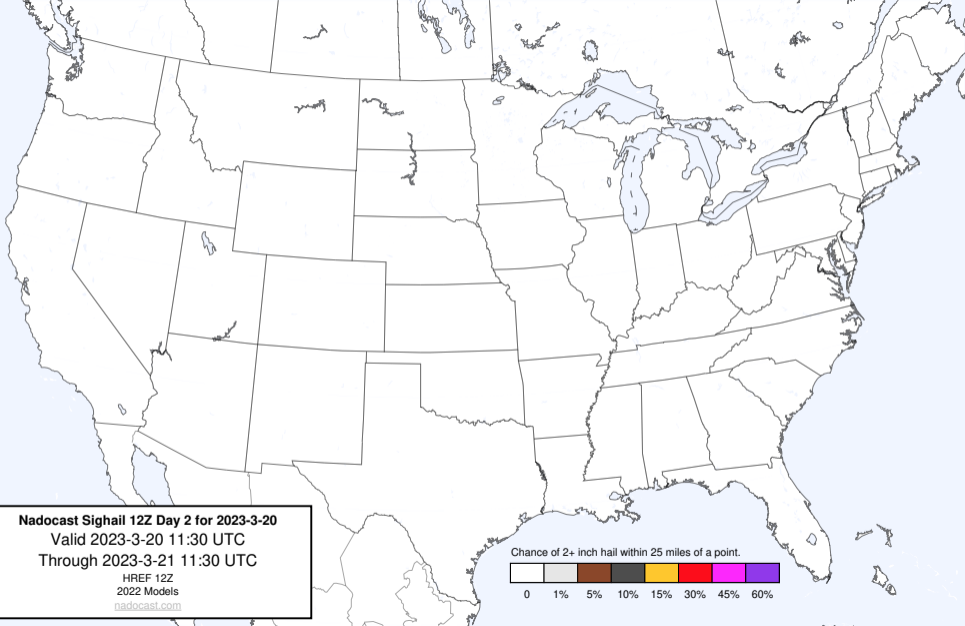 Nadocast Sighail 12Z Day 2 for 2023-3-20
Valid 2023-3-20 11:30 UTC
Through 2023-3-21 11:30 UTC
HREF 12Z
2022 Models
nadocast.com
Chance of 2+ inch hail within 25 miles of a point.
0 1% 5% 10% 15% 30% 45% 60%